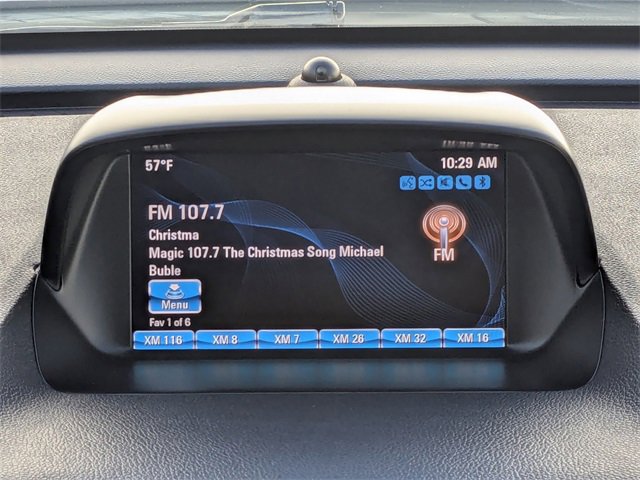 57°F
10:29 AM
FM 107.7
Christma
Magic 107.7 The Christmas Song Michael
Buble
FM
Menu
Fav 1 of 6
XM 116 XM 8 XM 7 XM 26 XM 32 XM 16